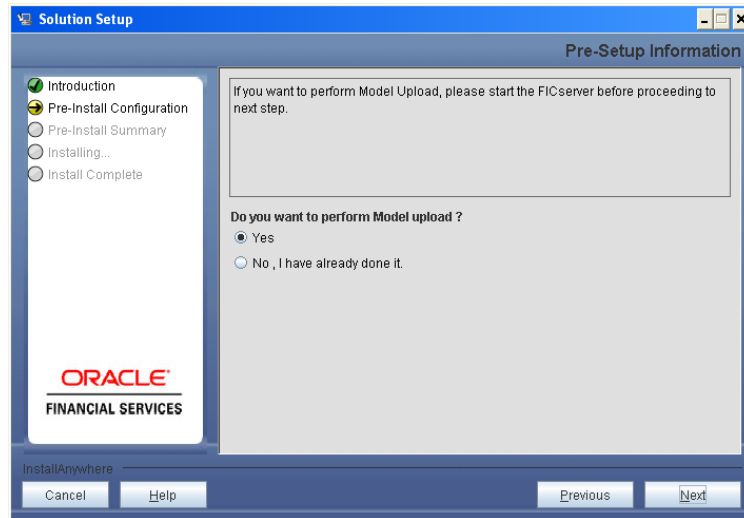 Solution Setup
Pre-Setup Information
Introduction
Pre-Install Configuration
Pre-Install Summary
Installing...
Install Complete
ORACLE
FINANCIAL SERVICES
If you want to perform Model Upload, please start the FICserver before proceeding to
next step.
Do you want to perform Model upload ?
Yes
No , I have already done it.
InstallAnywhere
Cancel
Help
Previous
Next